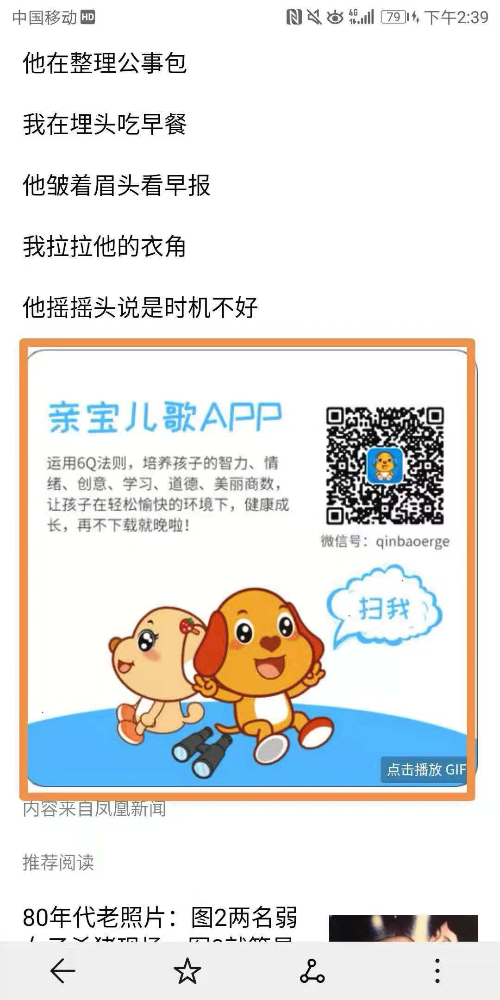 中国移动 HD 4G 79 下午2:39
他在整理公事包
我在埋头吃早餐
他皱着眉头看早报
我拉拉他的衣角
他摇摇头说是时机不好
亲宝儿歌APP
运用6Q法则，培养孩子的智力、情
绪、创意、学习、道德、美丽商数，
让孩子在轻松愉快的环境下，健康成
长，再不下载就晚啦！
微信号：qinbaoerge
扫我
点击播放 GIF
内容来自凤凰新闻
推荐阅读
80年代老照片：图2两名弱